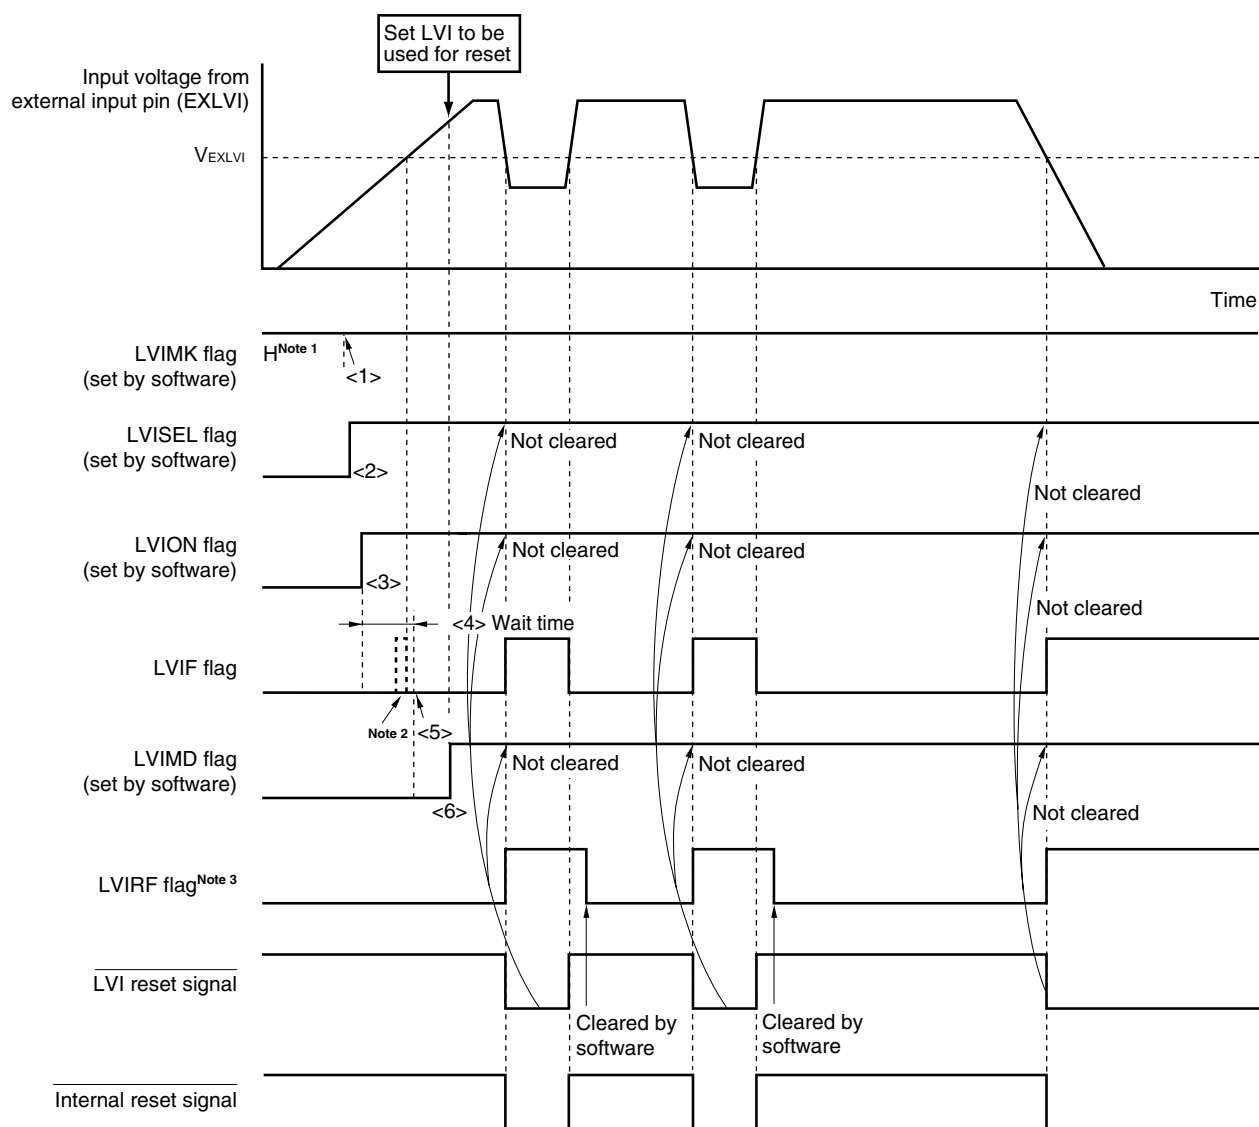 Set LVI to be
used for reset
Input voltage from
external input pin (EXLVI)
VEXLVI
Time
LVIMK flag
(set by software)
HNote 1
<1>
LVISEL flag
(set by software)
<2>
Not cleared
Not cleared
Not cleared
LVION flag
(set by software)
<3>
Not cleared
Not cleared
Not cleared
<4> Wait time
LVIF flag
Note 2
<5>
LVIMD flag
(set by software)
<6>
Not cleared
Not cleared
Not cleared
LVIRF flagNote 3
LVI reset signal
Cleared by
software
Cleared by
software
Internal reset signal